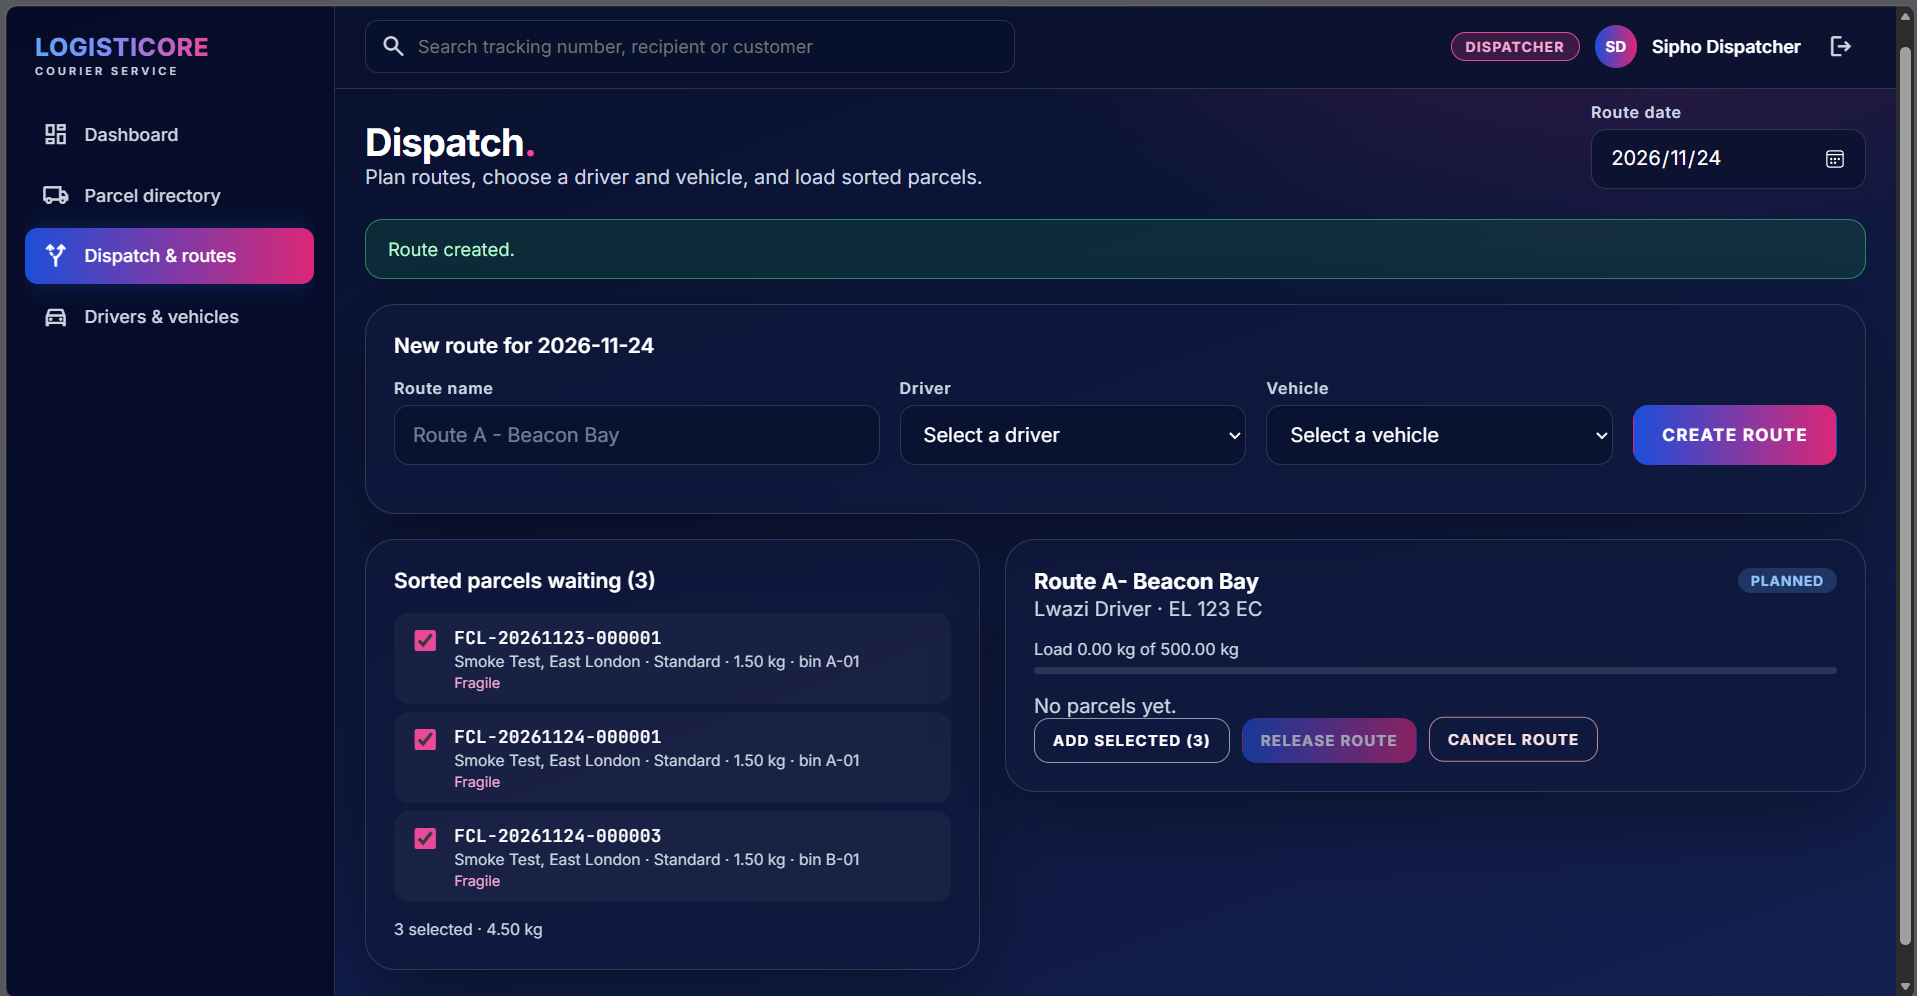 LOGISTICORE
COURIER SERVICE
Dashboard
Parcel directory
Dispatch & routes
Drivers & vehicles
Search tracking number, recipient or customer
DISPATCHER
SD
Sipho Dispatcher
Dispatch.
Plan routes, choose a driver and vehicle, and load sorted parcels.
Route date
2026/11/24
Route created.
New route for 2026-11-24
Route name
Route A - Beacon Bay
Driver
Select a driver
Vehicle
Select a vehicle
CREATE ROUTE
Sorted parcels waiting (3)
FCL-20261123-000001
Smoke Test, East London · Standard · 1.50 kg · bin A-01
Fragile
FCL-20261124-000001
Smoke Test, East London · Standard · 1.50 kg · bin A-01
Fragile
FCL-20261124-000003
Smoke Test, East London · Standard · 1.50 kg · bin B-01
Fragile
3 selected · 4.50 kg
Route A- Beacon Bay
PLANNED
Lwazi Driver · EL 123 EC
Load 0.00 kg of 500.00 kg
No parcels yet.
ADD SELECTED (3)
RELEASE ROUTE
CANCEL ROUTE